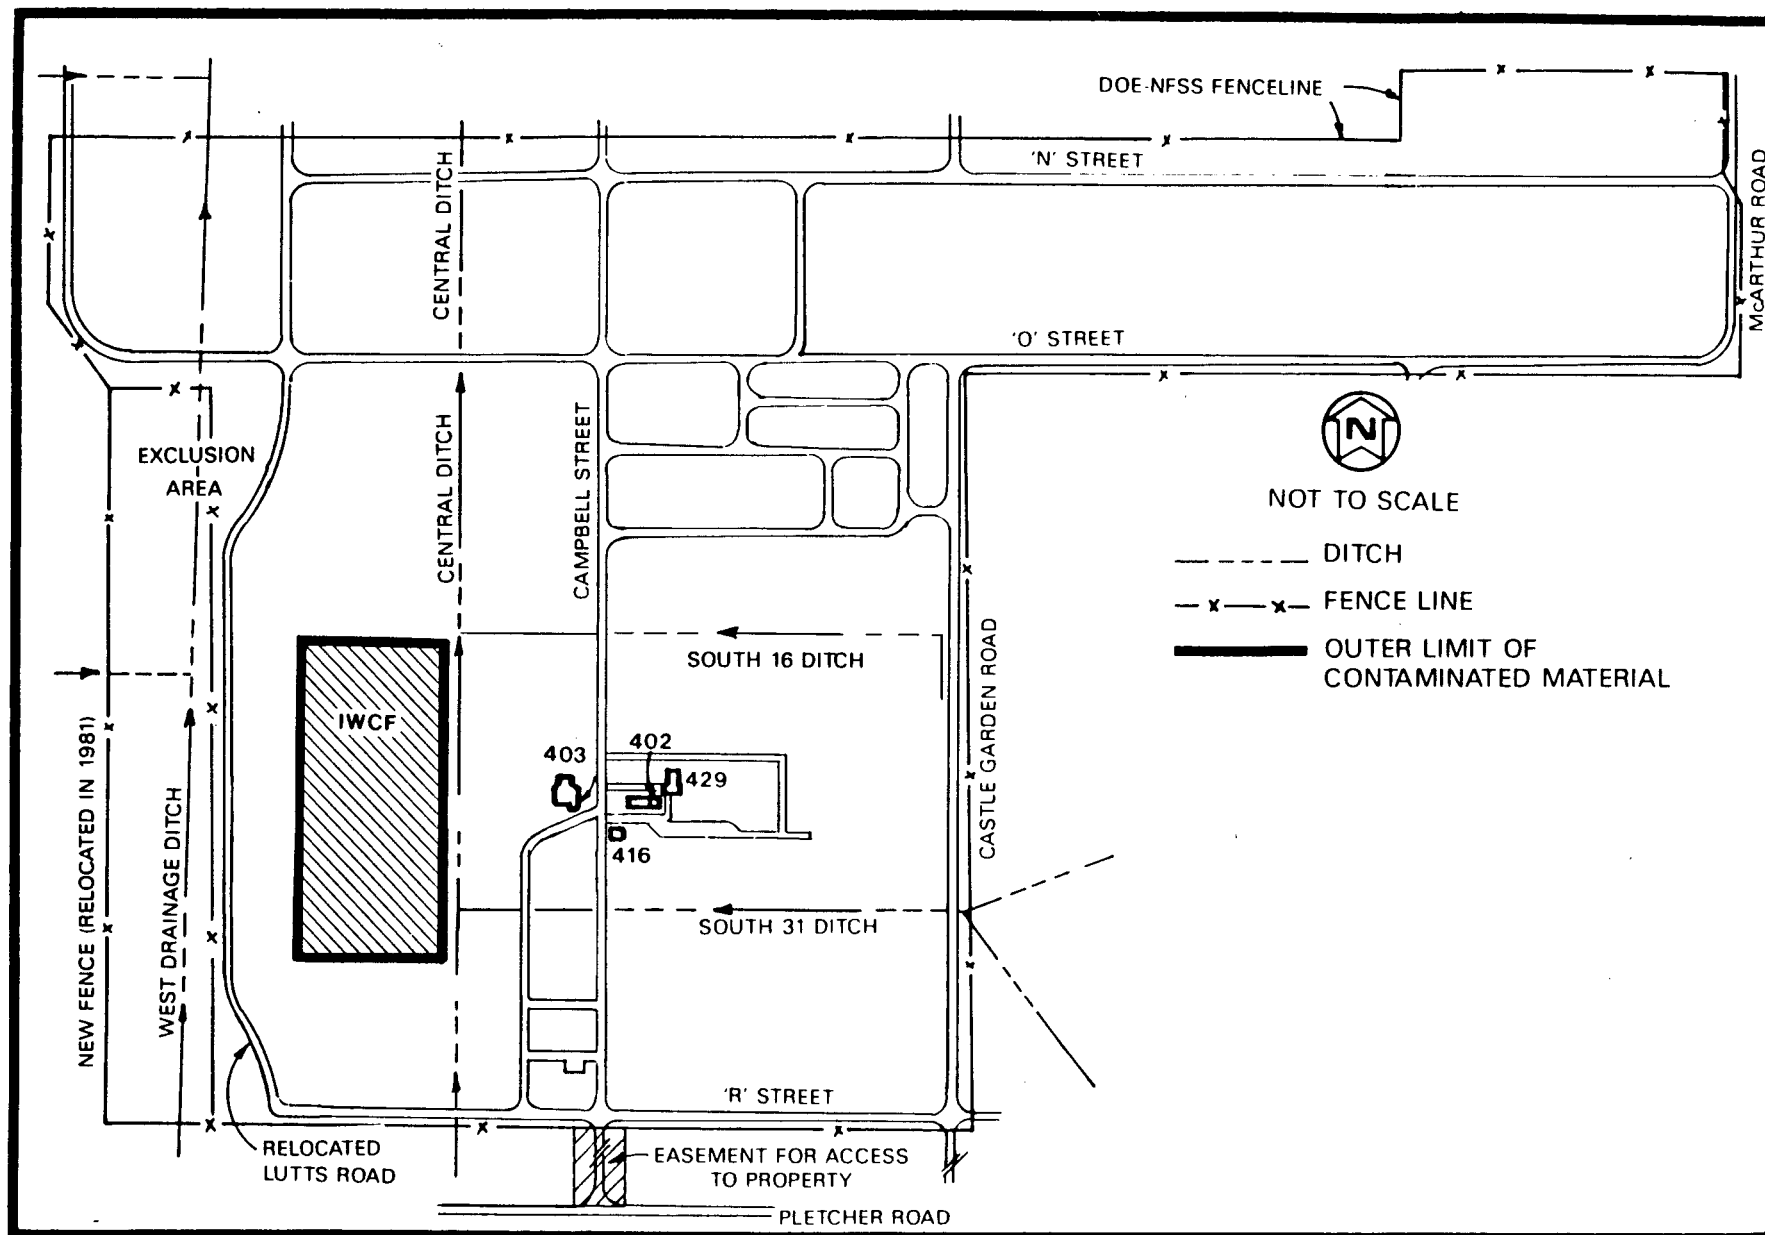 DOE-NFSS FENCELINE
'N' STREET
McARTHUR ROAD
CENTRAL DITCH
'O' STREET
N
NOT TO SCALE
DITCH
FENCE LINE
OUTER LIMIT OF
CONTAMINATED MATERIAL
EXCLUSION
AREA
CENTRAL DITCH
CAMPBELL STREET
SOUTH 16 DITCH
CASTLE GARDEN ROAD
IWCF
403
402
429
416
SOUTH 31 DITCH
NEW FENCE (RELOCATED IN 1981)
WEST DRAINAGE DITCH
'R' STREET
RELOCATED
LUTTS ROAD
EASEMENT FOR ACCESS
TO PROPERTY
PLETCHER ROAD